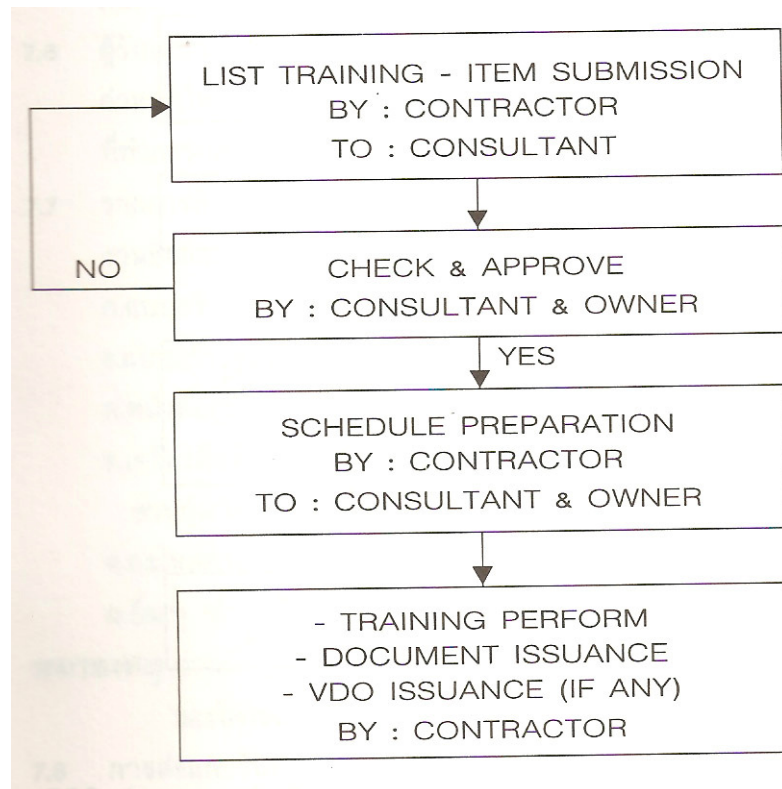 LIST TRAINING - ITEM SUBMISSION
BY : CONTRACTOR
TO : CONSULTANT
NO
CHECK & APPROVE
BY : CONSULTANT & OWNER
YES
SCHEDULE PREPARATION
BY : CONTRACTOR
TO : CONSULTANT & OWNER
- TRAINING PERFORM
- DOCUMENT ISSUANCE
- VDO ISSUANCE (IF ANY)
BY : CONTRACTOR